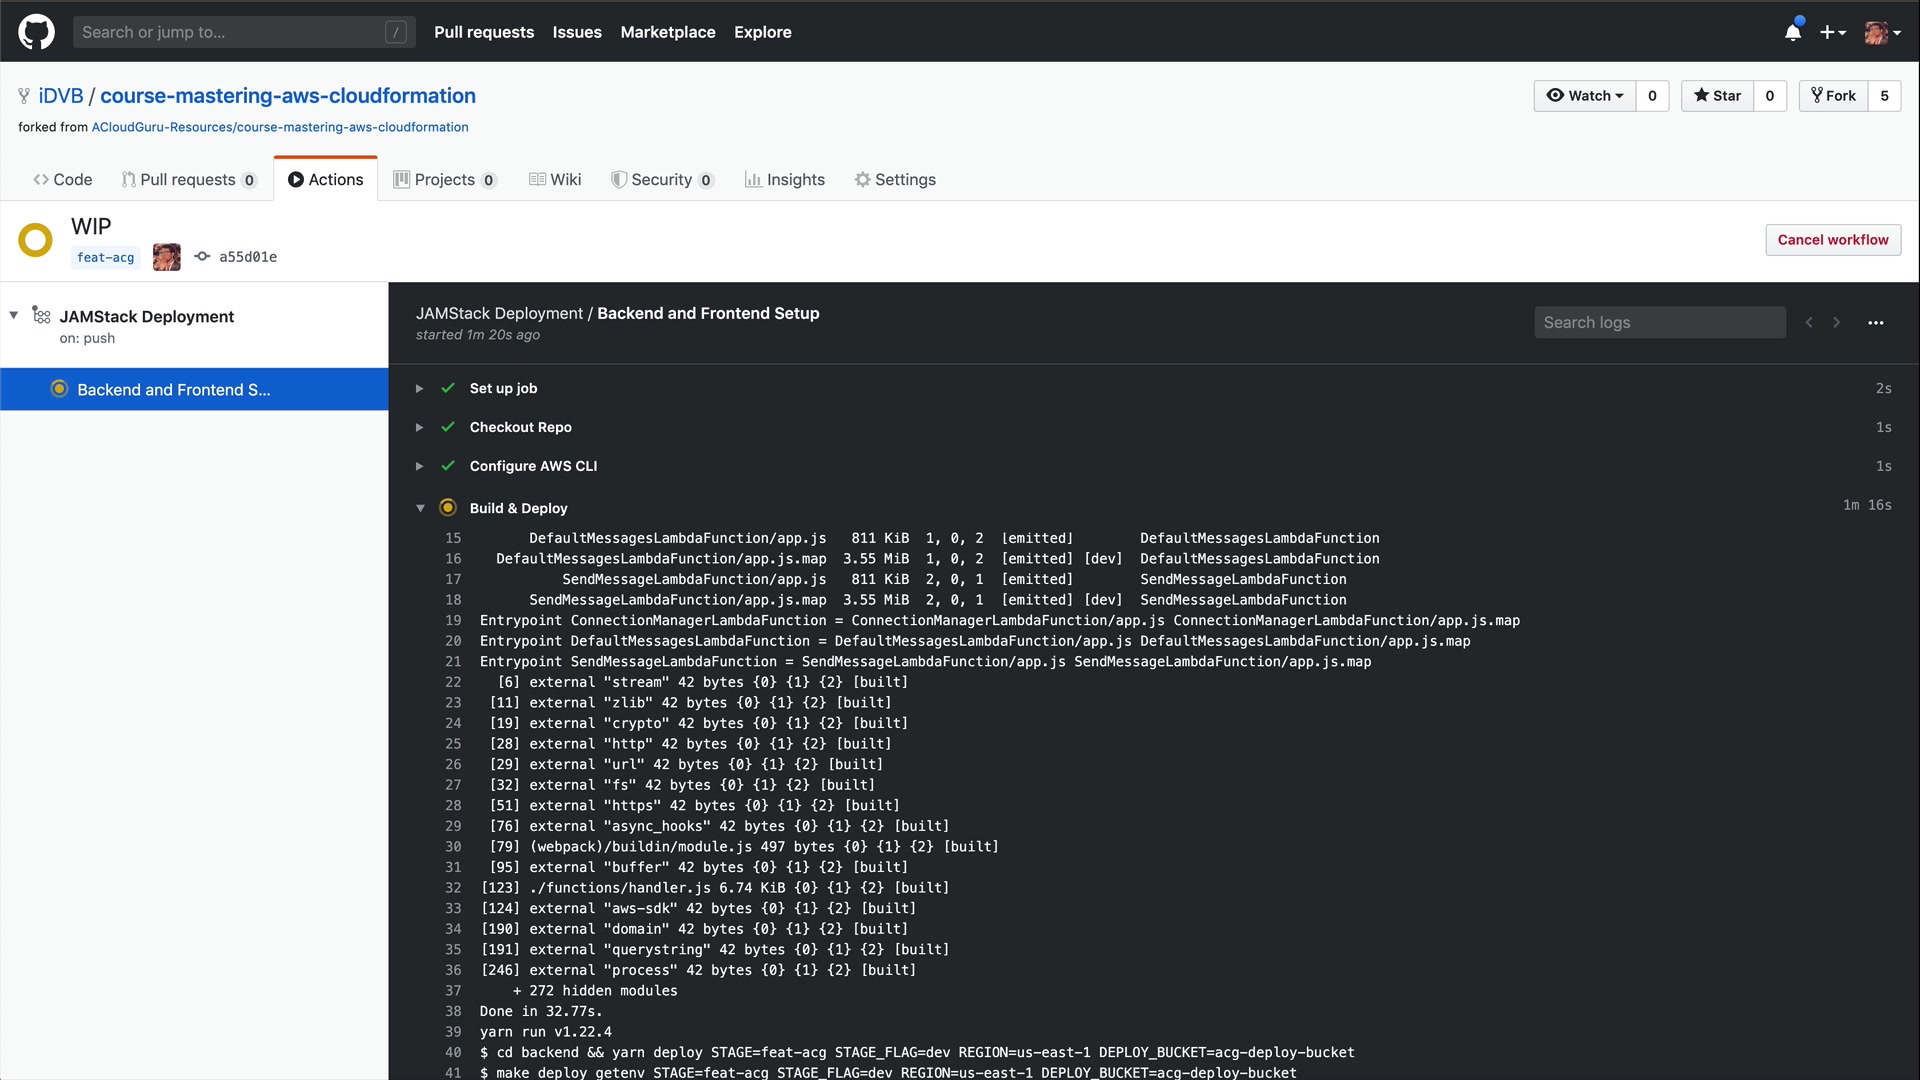 Search or jump to... /
Pull requests Issues Marketplace Explore
iDVB / course-mastering-aws-cloudformation
Watch 0 Star 0 Fork 5
forked from ACloudGuru-Resources/course-mastering-aws-cloudformation
Code Pull requests 0 Actions Projects 0 Wiki Security 0 Insights Settings
WIP
feat-acg a55d01e
Cancel workflow
JAMStack Deployment
on: push
Backend and Frontend S...
JAMStack Deployment / Backend and Frontend Setup
started 1m 20s ago
Search logs
Set up job 2s
Checkout Repo 1s
Configure AWS CLI 1s
Build & Deploy 1m 16s
15 DefaultMessagesLambdaFunction/app.js 811 KiB 1, 0, 2 [emitted] DefaultMessagesLambdaFunction
16 DefaultMessagesLambdaFunction/app.js.map 3.55 MiB 1, 0, 2 [emitted] [dev] DefaultMessagesLambdaFunction
17 SendMessageLambdaFunction/app.js 811 KiB 2, 0, 1 [emitted] SendMessageLambdaFunction
18 SendMessageLambdaFunction/app.js.map 3.55 MiB 2, 0, 1 [emitted] [dev] SendMessageLambdaFunction
19 Entrypoint ConnectionManagerLambdaFunction = ConnectionManagerLambdaFunction/app.js ConnectionManagerLambdaFunction/app.js.map
20 Entrypoint DefaultMessagesLambdaFunction = DefaultMessagesLambdaFunction/app.js DefaultMessagesLambdaFunction/app.js.map
21 Entrypoint SendMessageLambdaFunction = SendMessageLambdaFunction/app.js SendMessageLambdaFunction/app.js.map
22 [6] external "stream" 42 bytes {0} {1} {2} [built]
23 [11] external "zlib" 42 bytes {0} {1} {2} [built]
24 [19] external "crypto" 42 bytes {0} {1} {2} [built]
25 [28] external "http" 42 bytes {0} {1} {2} [built]
26 [29] external "url" 42 bytes {0} {1} {2} [built]
27 [32] external "fs" 42 bytes {0} {1} {2} [built]
28 [51] external "https" 42 bytes {0} {1} {2} [built]
29 [76] external "async_hooks" 42 bytes {0} {1} {2} [built]
30 [79] (webpack)/buildin/module.js 497 bytes {0} {1} {2} [built]
31 [95] external "buffer" 42 bytes {0} {1} {2} [built]
32 [123] ./functions/handler.js 6.74 KiB {0} {1} {2} [built]
33 [124] external "aws-sdk" 42 bytes {0} {1} {2} [built]
34 [190] external "domain" 42 bytes {0} {1} {2} [built]
35 [191] external "querystring" 42 bytes {0} {1} {2} [built]
36 [246] external "process" 42 bytes {0} {1} {2} [built]
37 + 272 hidden modules
38 Done in 32.77s.
39 yarn run v1.22.4
40 $ cd backend && yarn deploy STAGE=feat-acg STAGE_FLAG=dev REGION=us-east-1 DEPLOY_BUCKET=acg-deploy-bucket
41 $ make deploy getenv STAGE=feat-acg STAGE_FLAG=dev REGION=us-east-1 DEPLOY_BUCKET=acg-deploy-bucket